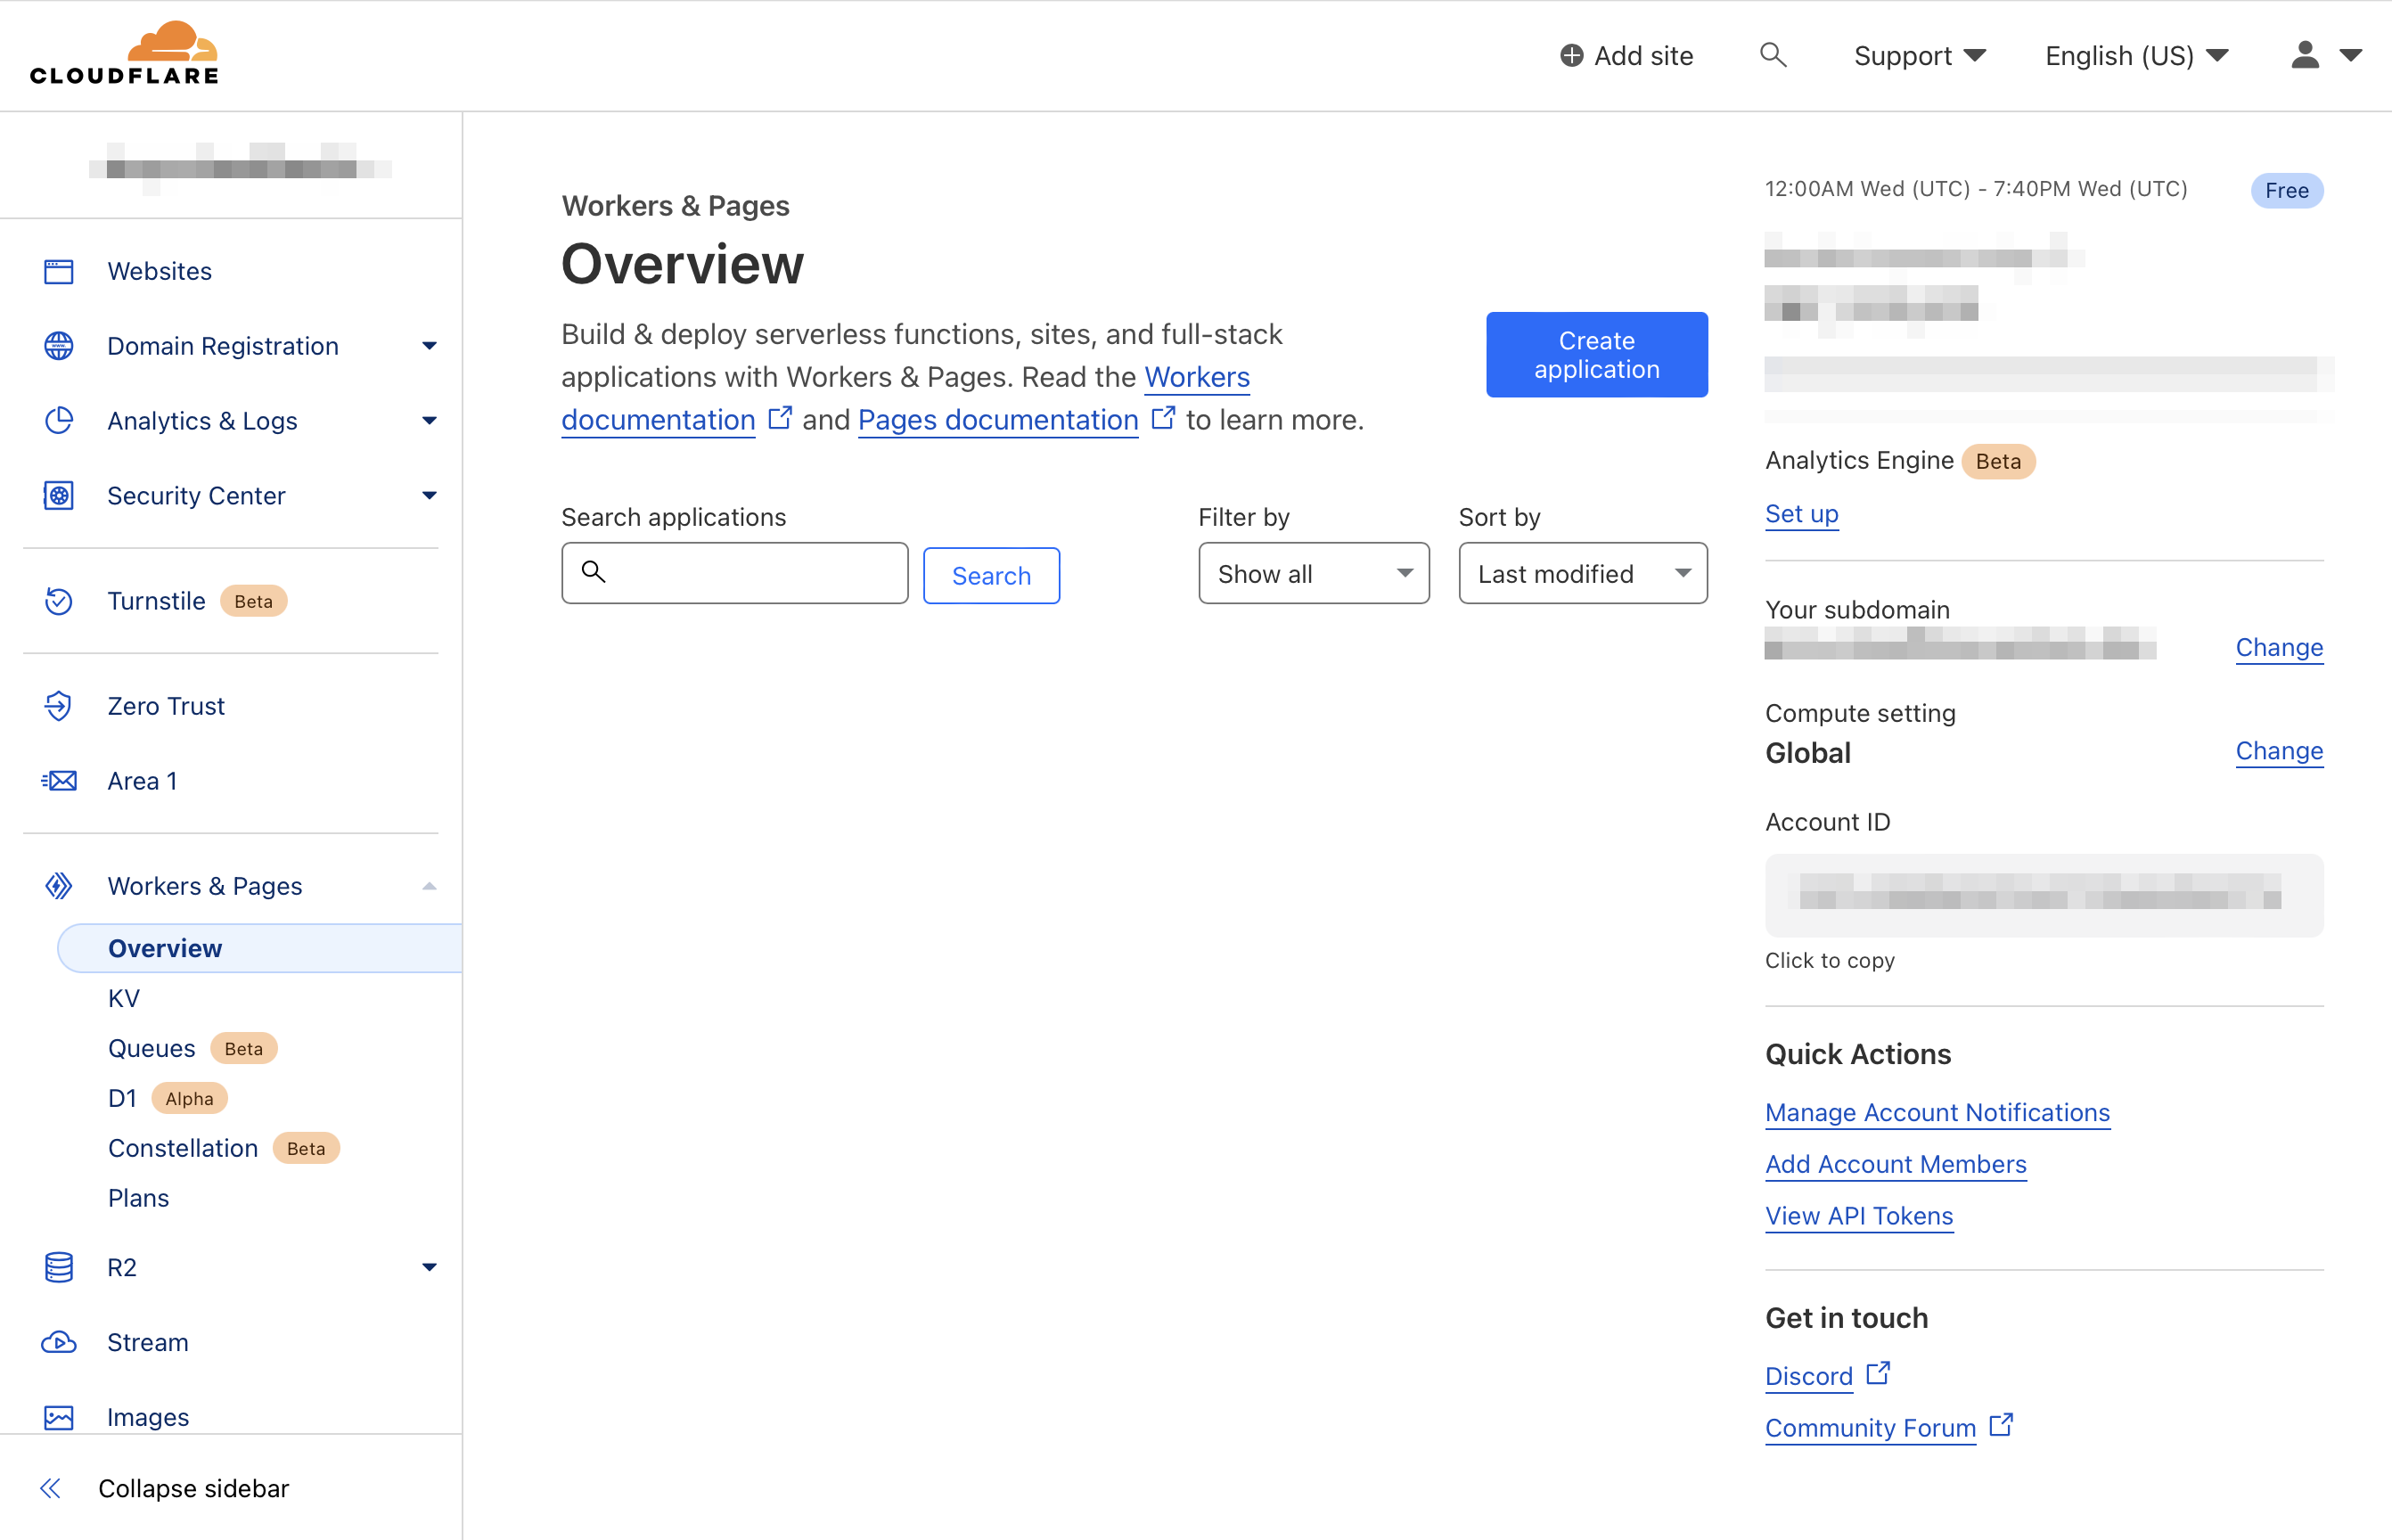 CLOUDFLARE
Add site
Support
English (US)
Websites
Domain Registration
Analytics & Logs
Security Center
Turnstile Beta
Zero Trust
Area 1
Workers & Pages
Overview
KV
Queues Beta
D1 Alpha
Constellation Beta
Plans
R2
Stream
Images
Collapse sidebar
Workers & Pages
Overview
Build & deploy serverless functions, sites, and full-stack
applications with Workers & Pages. Read the Workers
documentation and Pages documentation to learn more.
Create
application
Search applications
Search
Filter by
Show all
Sort by
Last modified
12:00AM Wed (UTC) - 7:40PM Wed (UTC)
Free
Analytics Engine Beta
Set up
Your subdomain
Change
Compute setting
Global
Change
Account ID
Click to copy
Quick Actions
Manage Account Notifications
Add Account Members
View API Tokens
Get in touch
Discord
Community Forum